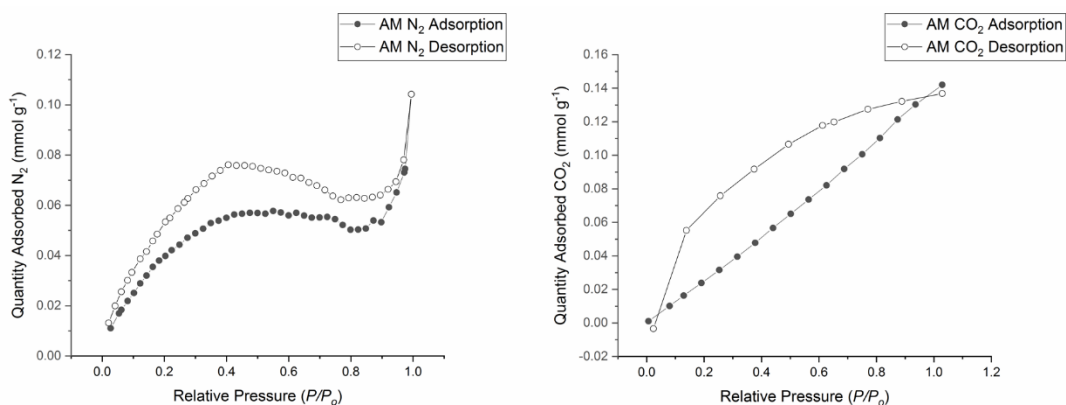 AM N₂ Adsorption
AM N₂ Desorption
Quantity Adsorbed N₂ (mmol g⁻¹)
0.12
0.10
0.08
0.06
0.04
0.02
0.00
0.0 0.2 0.4 0.6 0.8 1.0
Relative Pressure (P/Pₒ)
AM CO₂ Adsorption
AM CO₂ Desorption
Quantity Adsorbed CO₂ (mmol g⁻¹)
0.16
0.14
0.12
0.10
0.08
0.06
0.04
0.02
0.00
-0.02
0.0 0.2 0.4 0.6 0.8 1.0 1.2
Relative Pressure (P/Pₒ)